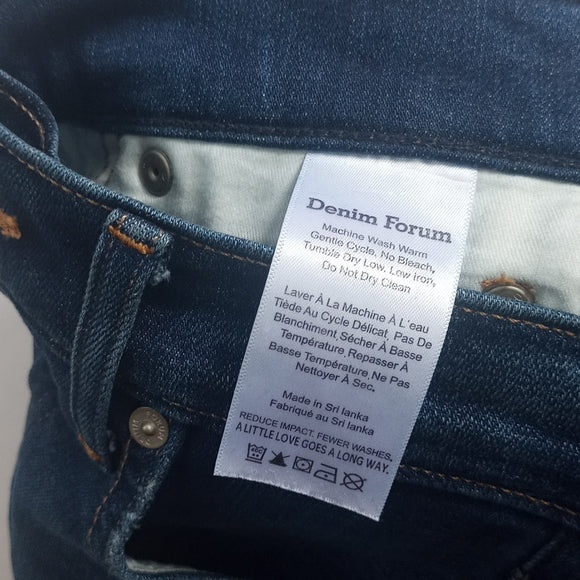 Denim Forum
Machine Wash Warm
Gentle Cycle, No Bleach,
Tumble Dry Low, Low iron,
Do Not Dry Clean
Laver À La Machine À L'eau
Tiède Au Cycle Délicat, Pas De
Blanchiment, Sécher À Basse
Température, Repasser À
Basse Température, Ne Pas
Nettoyer À Sec.
Made in Sri lanka
Fabriqué au Sri lanka
REDUCE IMPACT. FEWER WASHES.
A LITTLE LOVE GOES A LONG WAY.